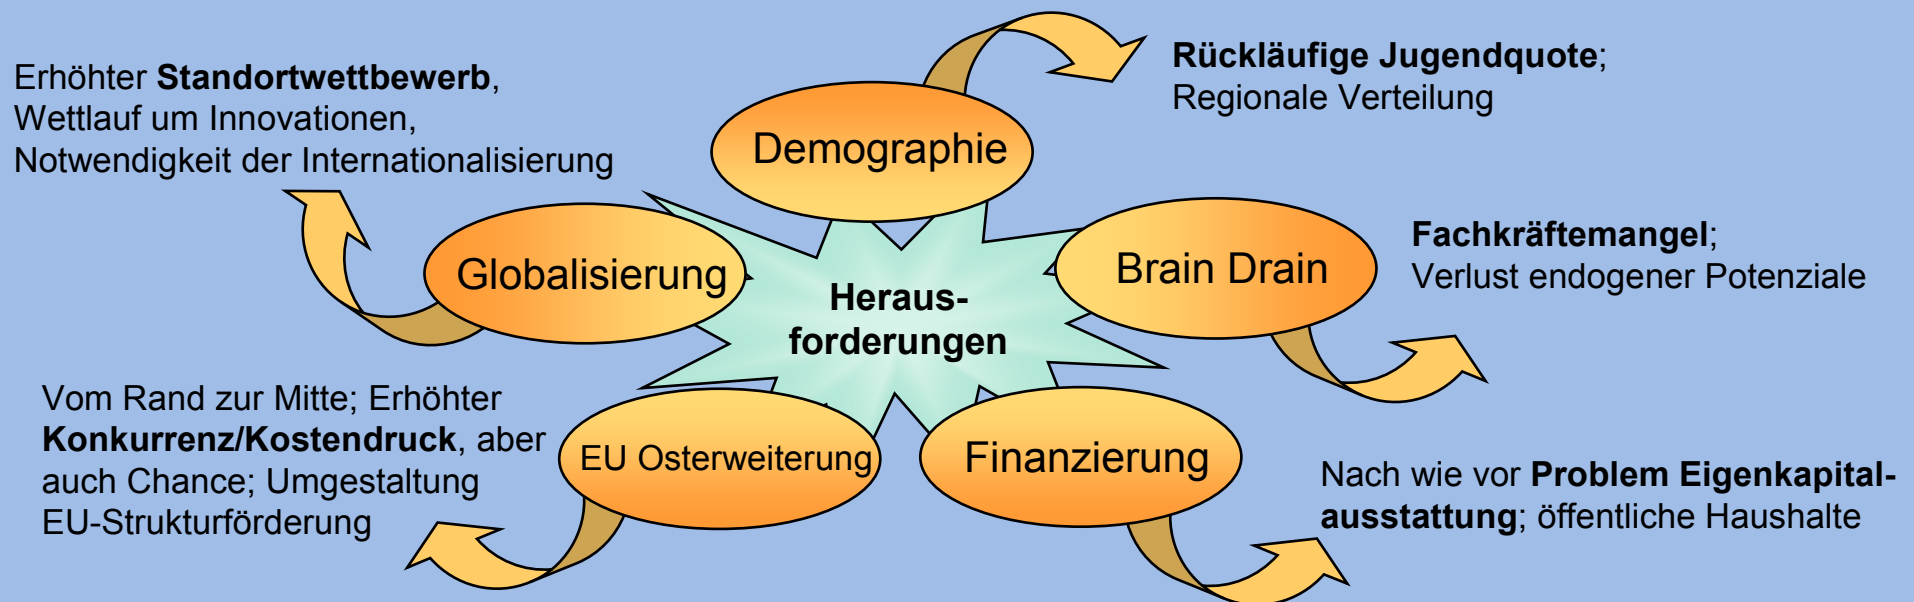 Rückläufige Jugendquote;
Regionale Verteilung
Erhöhter Standortwettbewerb,
Wettlauf um Innovationen,
Notwendigkeit der Internationalisierung
Demographie
Globalisierung
Brain Drain
Fachkräftemangel;
Verlust endogener Potenziale
Heraus-
forderungen
Vom Rand zur Mitte; Erhöhter
Konkurrenz/Kostendruck, aber
auch Chance; Umgestaltung
EU-Strukturförderung
EU Osterweiterung
Finanzierung
Nach wie vor Problem Eigenkapital-
ausstattung; öffentliche Haushalte